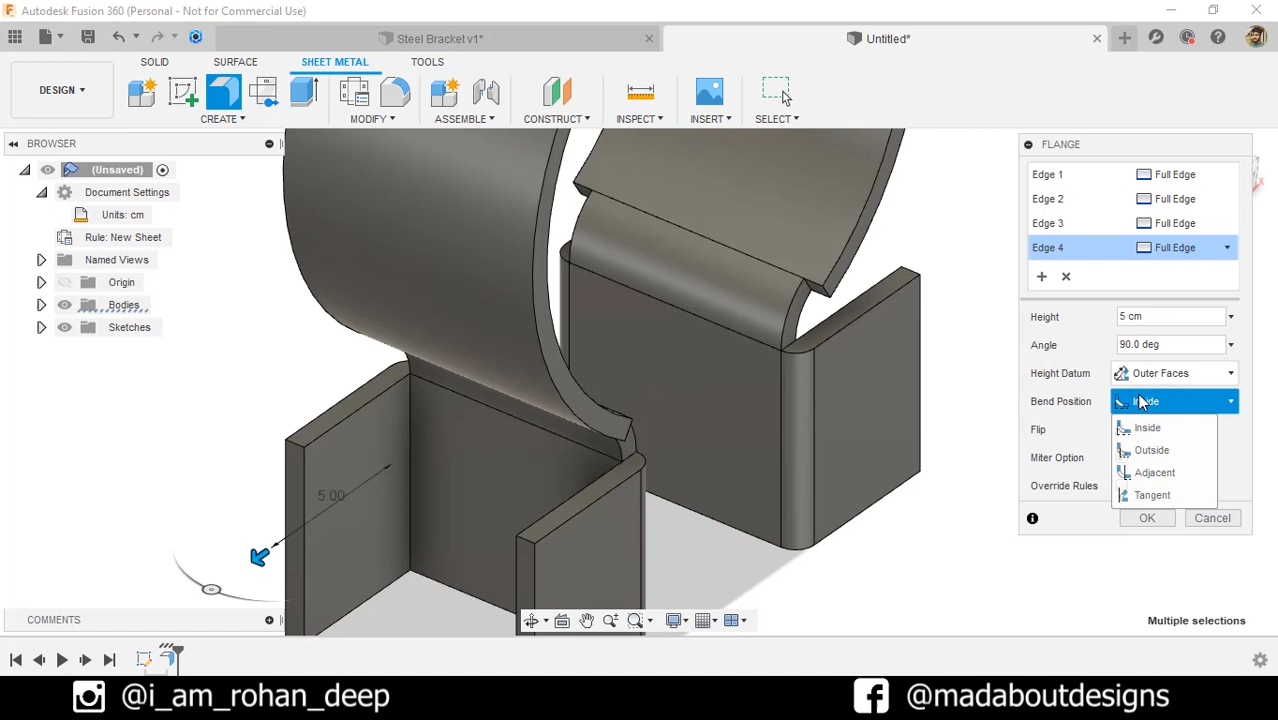 Autodesk Fusion 360 (Personal - Not for Commercial Use)
Steel Bracket v1*
Untitled*
DESIGN
SOLID
SURFACE
SHEET METAL
TOOLS
CREATE
MODIFY
ASSEMBLE
CONSTRUCT
INSPECT
INSERT
SELECT
BROWSER
(Unsaved)
Document Settings
Units: cm
Rule: New Sheet
Named Views
Origin
Bodies
Sketches
FLANGE
Edge 1 Full Edge
Edge 2 Full Edge
Edge 3 Full Edge
Edge 4 Full Edge
Height 5 cm
Angle 90.0 deg
Height Datum Outer Faces
Bend Position
Inside
Flip
Outside
Miter Option
Adjacent
Override Rules
Tangent
OK
Cancel
5.00
COMMENTS
Multiple selections
@i_am_rohan_deep
@madaboutdesigns